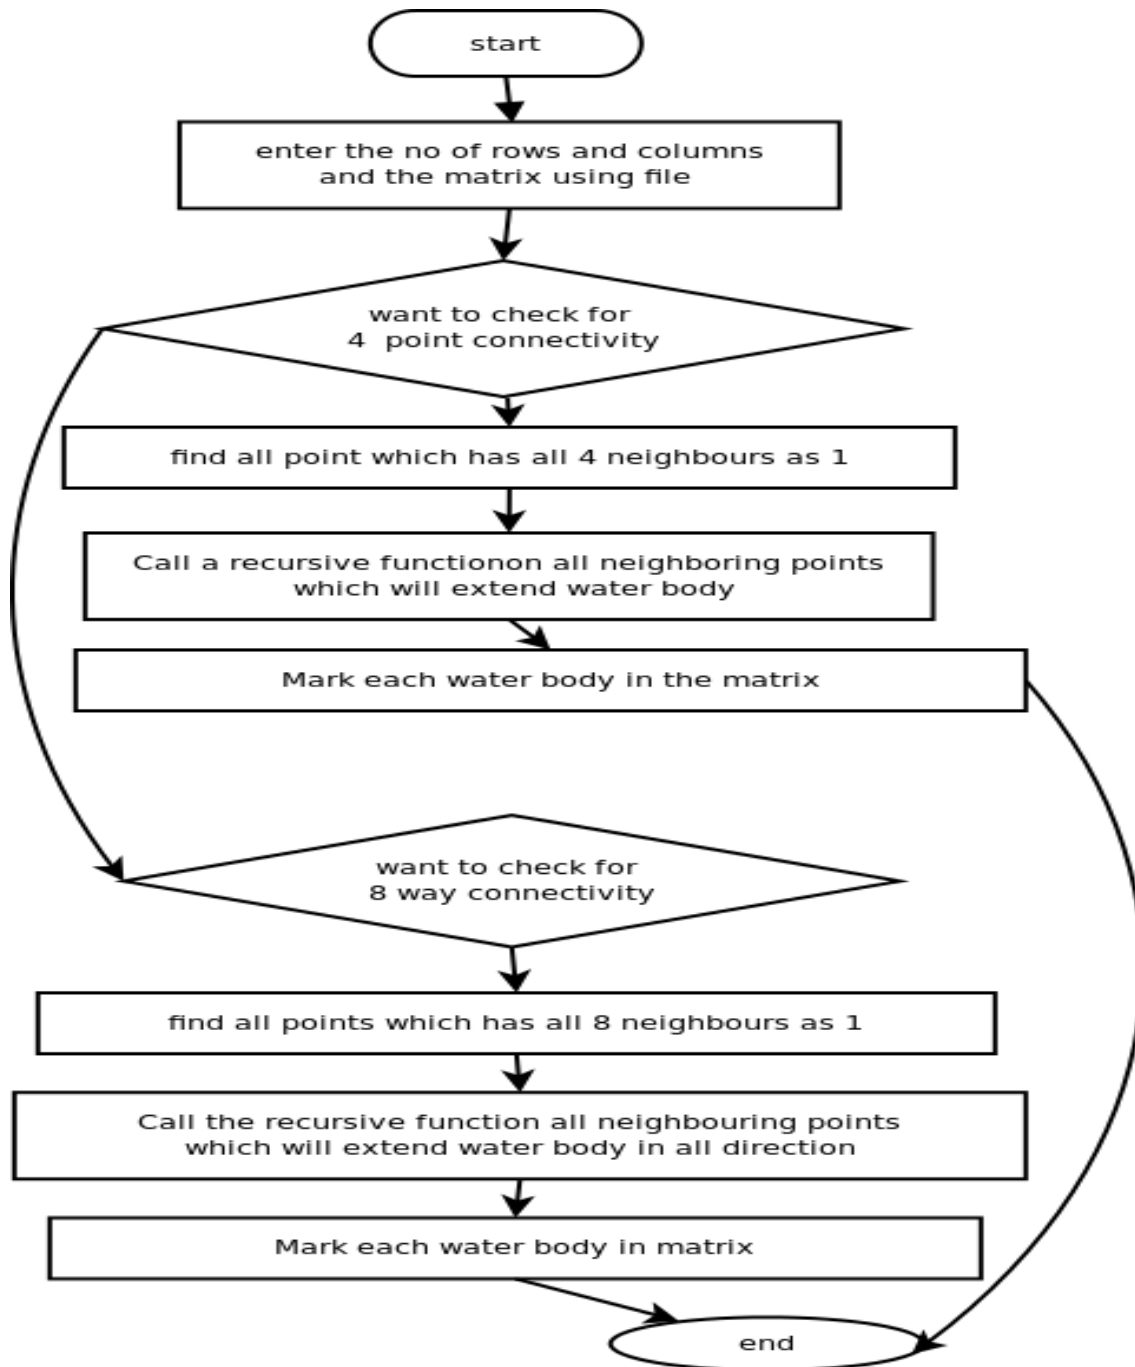 start
enter the no of rows and columns
and the matrix using file
want to check for
4  point connectivity
find all point which has all 4 neighbours as 1
Call a recursive functionon all neighboring points
which will extend water body
Mark each water body in the matrix
want to check for
8 way connectivity
find all points which has all 8 neighbours as 1
Call the recursive function all neighbouring points
which will extend water body in all direction
Mark each water body in matrix
end